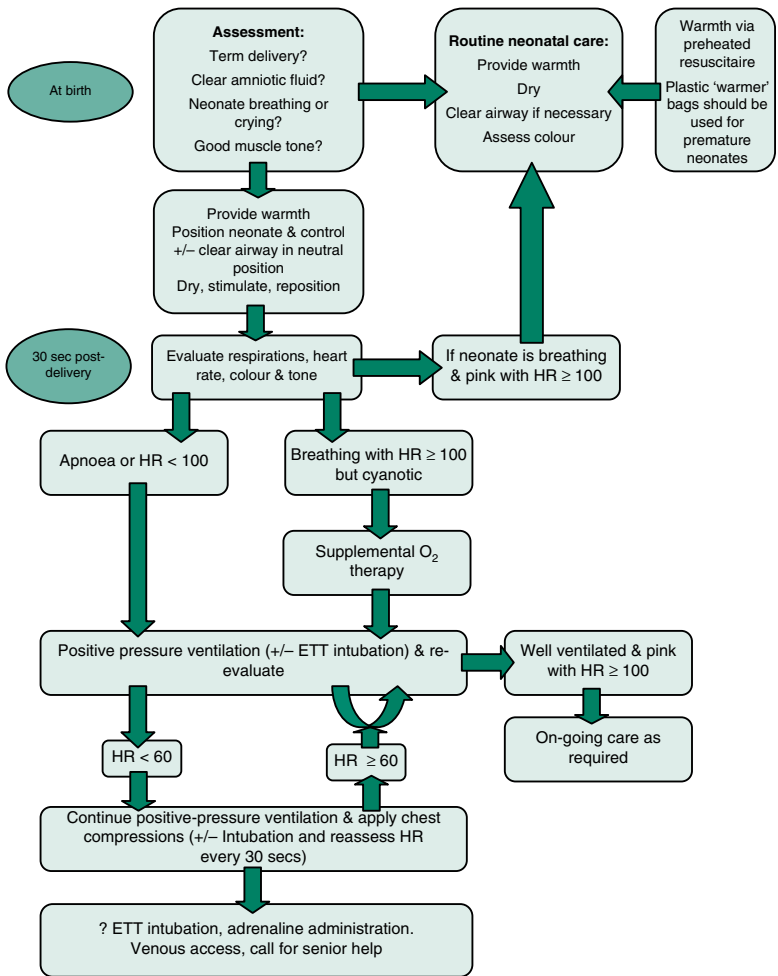 At birth
Assessment:
Term delivery?
Clear amniotic fluid?
Neonate breathing or
crying?
Good muscle tone?
Routine neonatal care:
Provide warmth
Dry
Clear airway if necessary
Assess colour
Warmth via
preheated
resuscitaire
Plastic ‘warmer’
bags should be
used for
premature
neonates
Provide warmth
Position neonate & control
+/– clear airway in neutral
position
Dry, stimulate, reposition
30 sec post-
delivery
Evaluate respirations, heart
rate, colour & tone
If neonate is breathing
& pink with HR ≥ 100
Apnoea or HR < 100
Breathing with HR ≥ 100
but cyanotic
Supplemental O₂
therapy
Positive pressure ventilation (+/– ETT intubation) & re-
evaluate
Well ventilated & pink
with HR ≥ 100
On-going care as
required
HR < 60
HR ≥ 60
Continue positive-pressure ventilation & apply chest
compressions (+/– Intubation and reassess HR
every 30 secs)
? ETT intubation, adrenaline administration.
Venous access, call for senior help